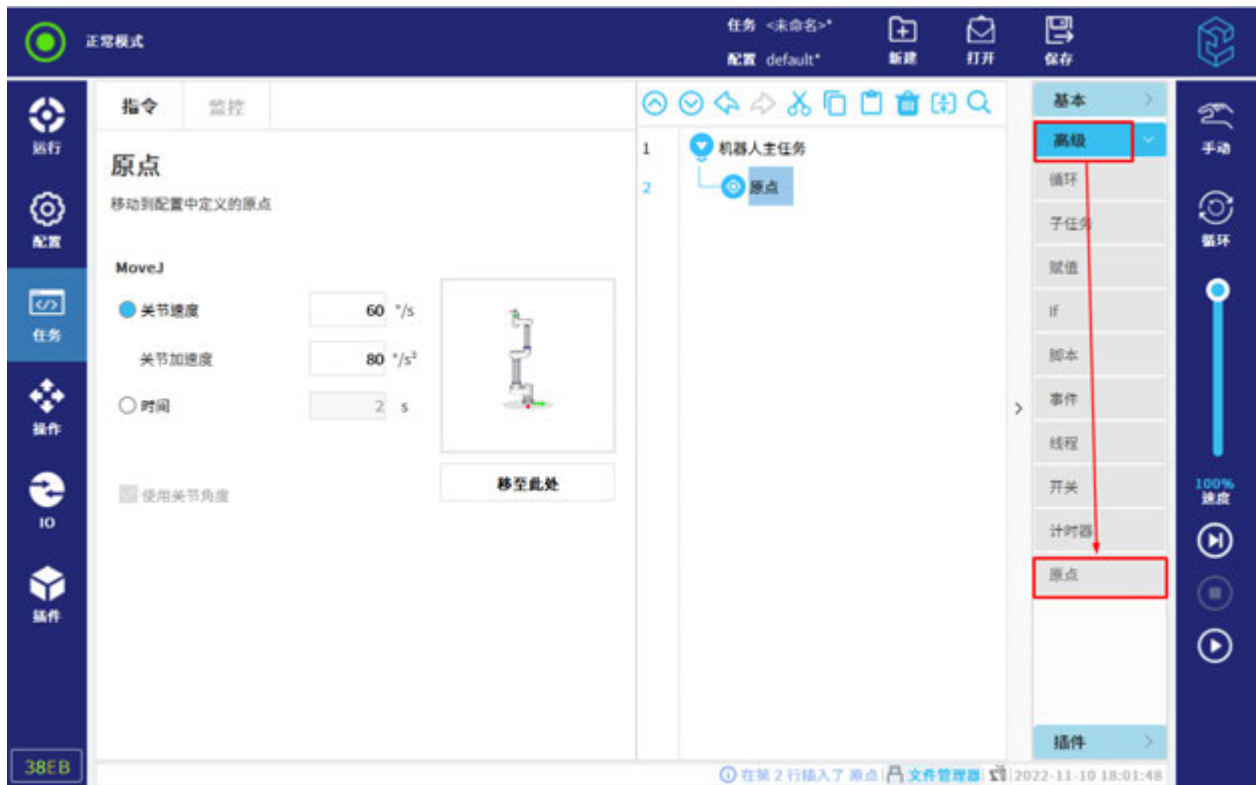 正常模式
任务 <未命名>*
配置 default*
新建
打开
保存
运行
配置
任务
操作
IO
插件
38EB
指令
监控
原点
移动到配置中定义的原点
MoveJ
关节速度 60 °/s
关节加速度 80 °/s²
时间 2 s
使用关节角度
移至此处
1 机器人主任务
2 原点
基本
高级
循环
子任务
赋值
If
脚本
事件
线程
开关
计时器
原点
插件
手动
循环
100%
速度
在第 2 行插入了 原点
文件管理器
2022-11-10 18:01:48